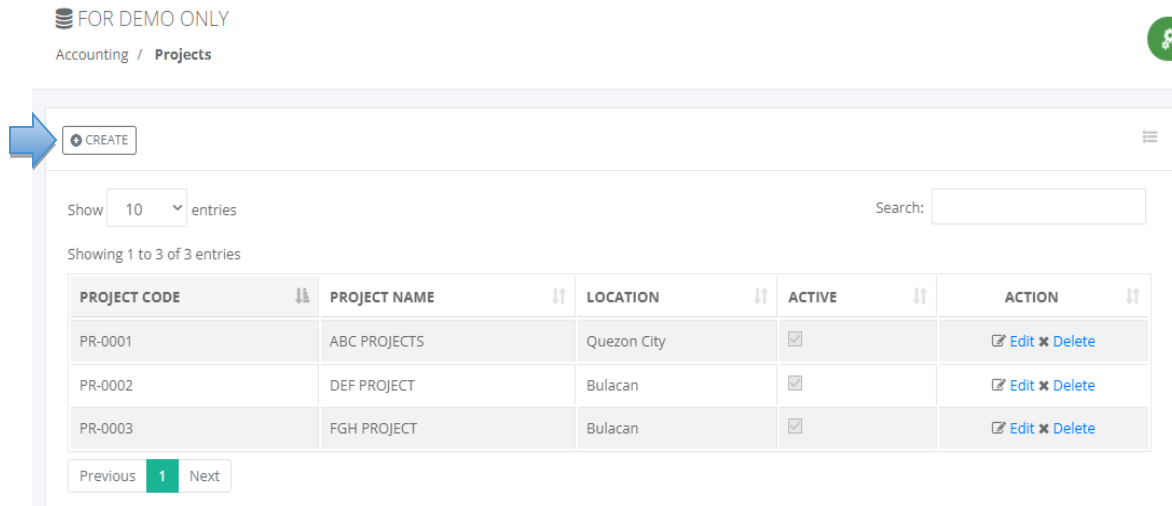 FOR DEMO ONLY
Accounting / Projects
CREATE
Show 10 entries Search:
Showing 1 to 3 of 3 entries
PROJECT CODE PROJECT NAME LOCATION ACTIVE ACTION
PR-0001 ABC PROJECTS Quezon City Edit Delete
PR-0002 DEF PROJECT Bulacan Edit Delete
PR-0003 FGH PROJECT Bulacan Edit Delete
Previous 1 Next